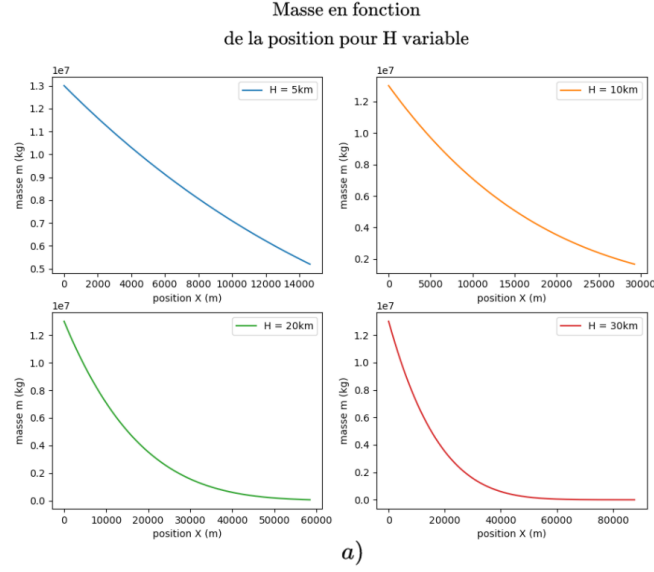 Masse en fonction
de la position pour H variable
1e7
H = 5km
1.3
1.2
1.1
1.0
0.9
0.8
0.7
0.6
0.5
masse m (kg)
0 2000 4000 6000 8000 10000 12000 14000
position X (m)
1e7
H = 10km
1.2
1.0
0.8
0.6
0.4
0.2
masse m (kg)
0 5000 10000 15000 20000 25000 30000
position X (m)
1e7
H = 20km
1.2
1.0
0.8
0.6
0.4
0.2
0.0
masse m (kg)
0 10000 20000 30000 40000 50000 60000
position X (m)
1e7
H = 30km
1.2
1.0
0.8
0.6
0.4
0.2
0.0
masse m (kg)
0 20000 40000 60000 80000
position X (m)
a)